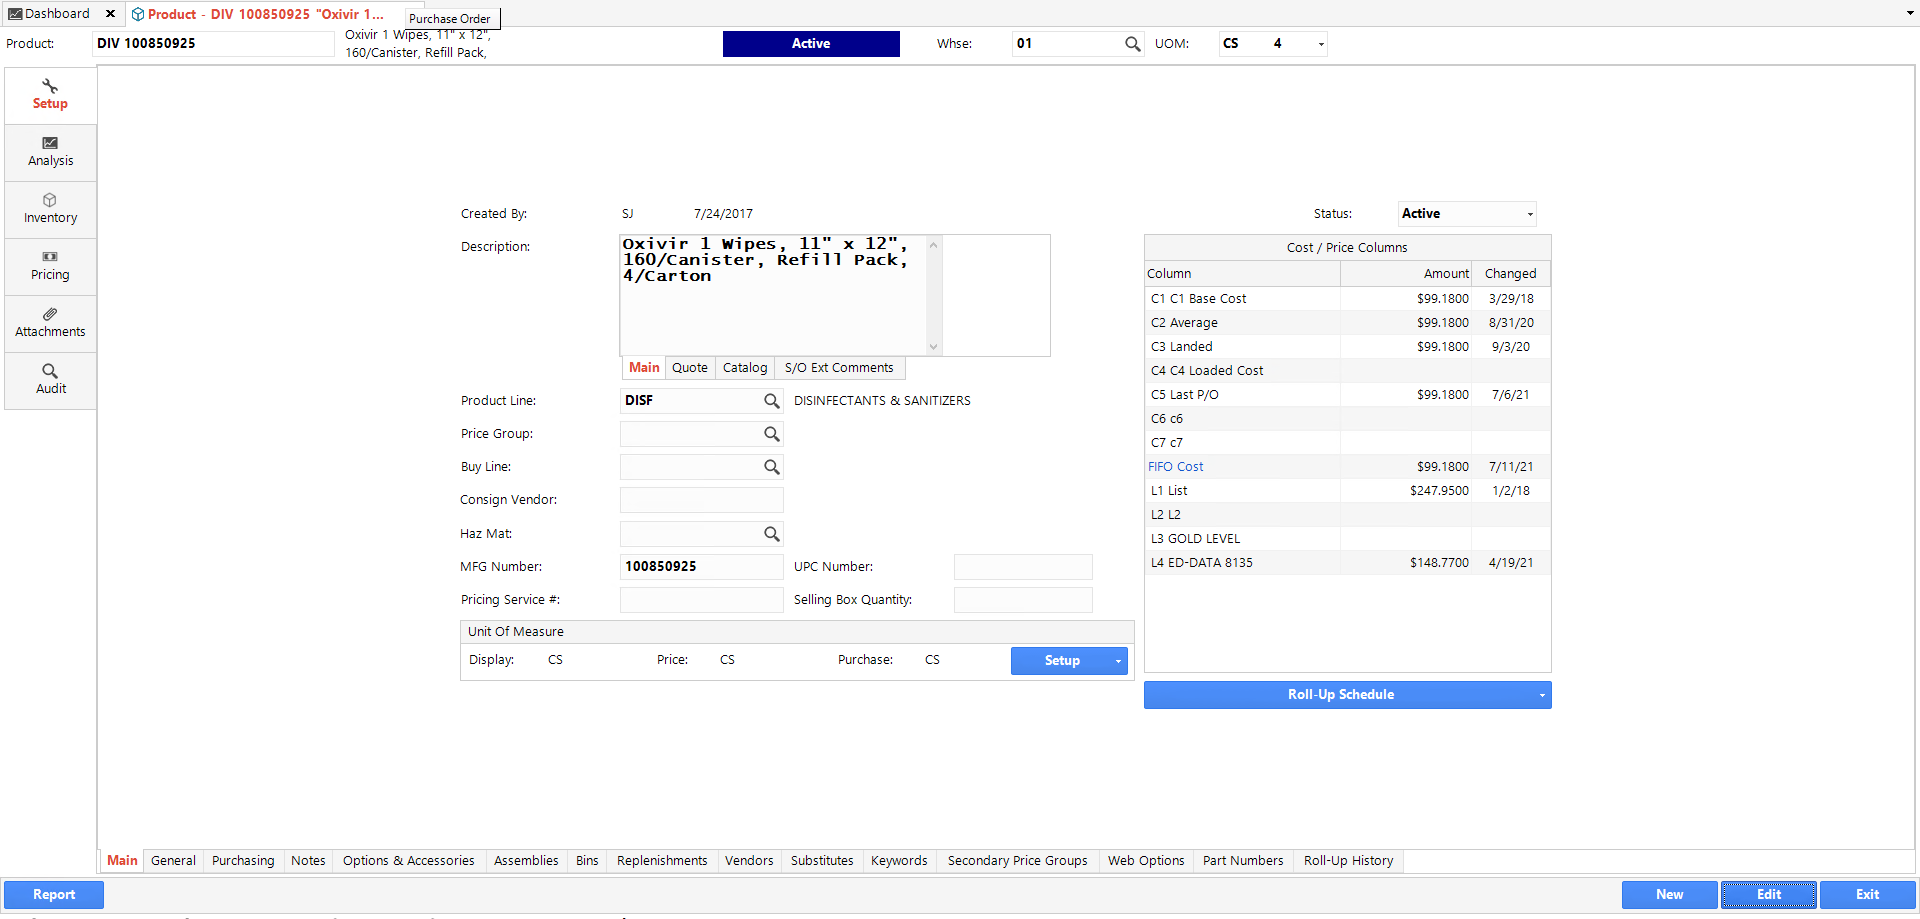 Dashboard
Product - DIV 100850925 "Oxivir 1...
Purchase Order
Product:
DIV 100850925
Oxivir 1 Wipes, 11" x 12",
160/Canister, Refill Pack,
Active
Whse:
01
UOM:
CS 4
Setup
Analysis
Inventory
Pricing
Attachments
Audit
Created By:
SJ
7/24/2017
Status:
Active
Description:
Oxivir 1 Wipes, 11" x 12",
160/Canister, Refill Pack,
4/Carton
Main Quote Catalog S/O Ext Comments
Product Line:
DISF
DISINFECTANTS & SANITIZERS
Price Group:
Buy Line:
Consign Vendor:
Haz Mat:
MFG Number:
100850925
UPC Number:
Pricing Service #:
Selling Box Quantity:
Unit Of Measure
Display: CS Price: CS Purchase: CS
Setup
Cost / Price Columns
Column Amount Changed
C1 C1 Base Cost $99.1800 3/29/18
C2 Average $99.1800 8/31/20
C3 Landed $99.1800 9/3/20
C4 C4 Loaded Cost
C5 Last P/O $99.1800 7/6/21
C6 c6
C7 c7
FIFO Cost $99.1800 7/11/21
L1 List $247.9500 1/2/18
L2 L2
L3 GOLD LEVEL
L4 ED-DATA 8135 $148.7700 4/19/21
Roll-Up Schedule
Main General Purchasing Notes Options & Accessories Assemblies Bins Replenishments Vendors Substitutes Keywords Secondary Price Groups Web Options Part Numbers Roll-Up History
Report
New
Edit
Exit